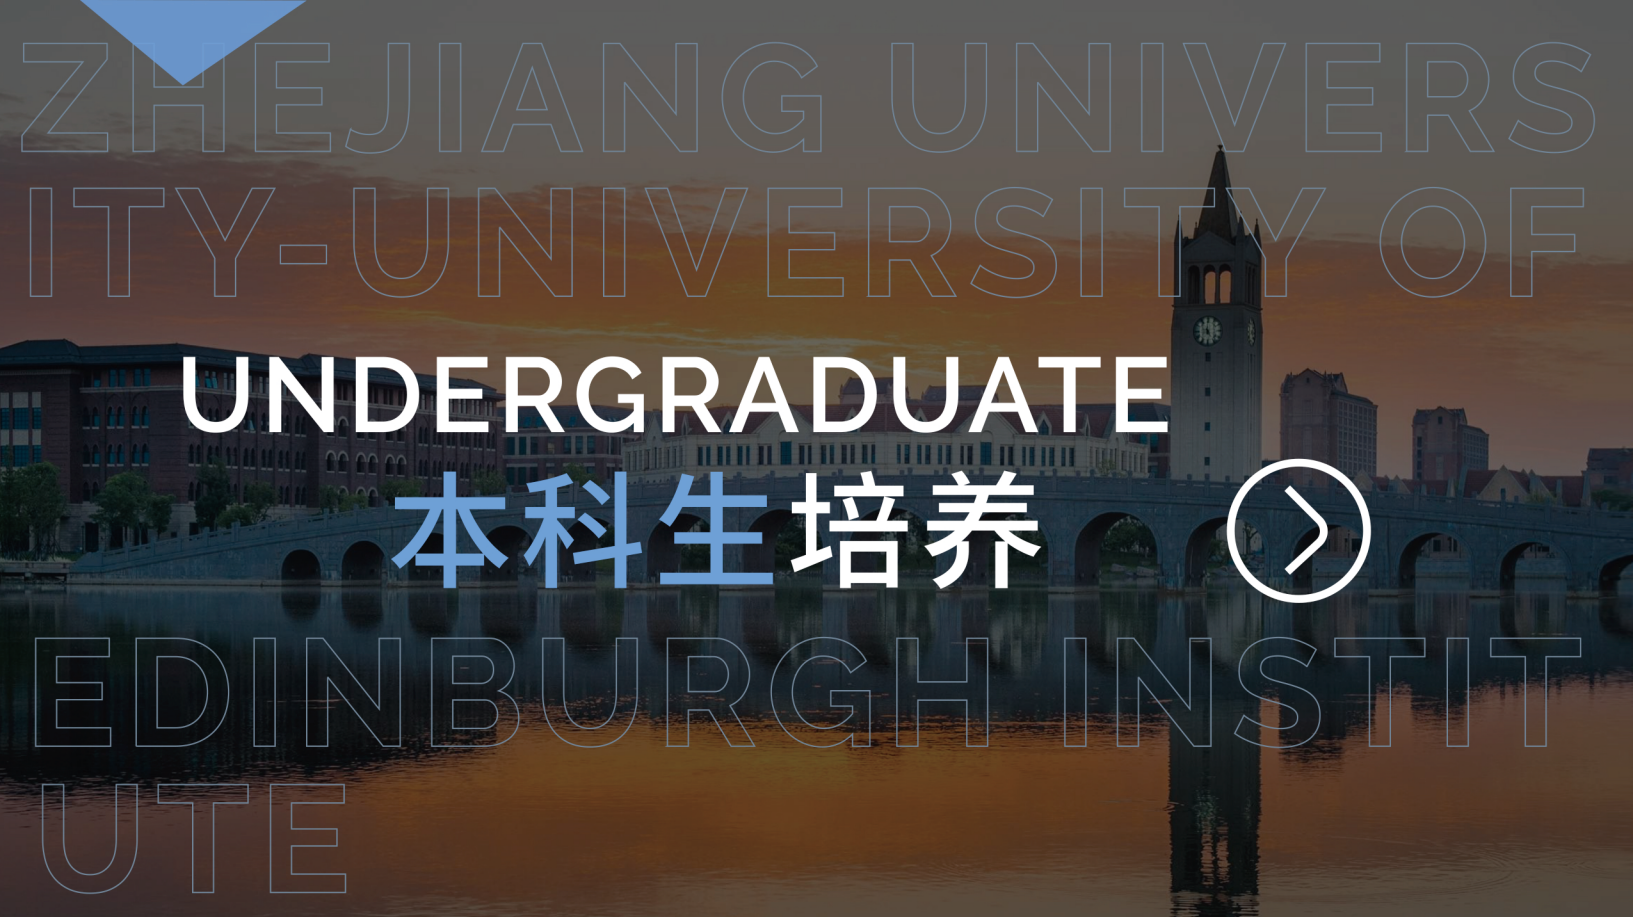 ZHEJIANG UNIVERS
ITY-UNIVERSITY OF
UNDERGRADUATE
本科生培养
EDINBURGH INSTIT
UTE